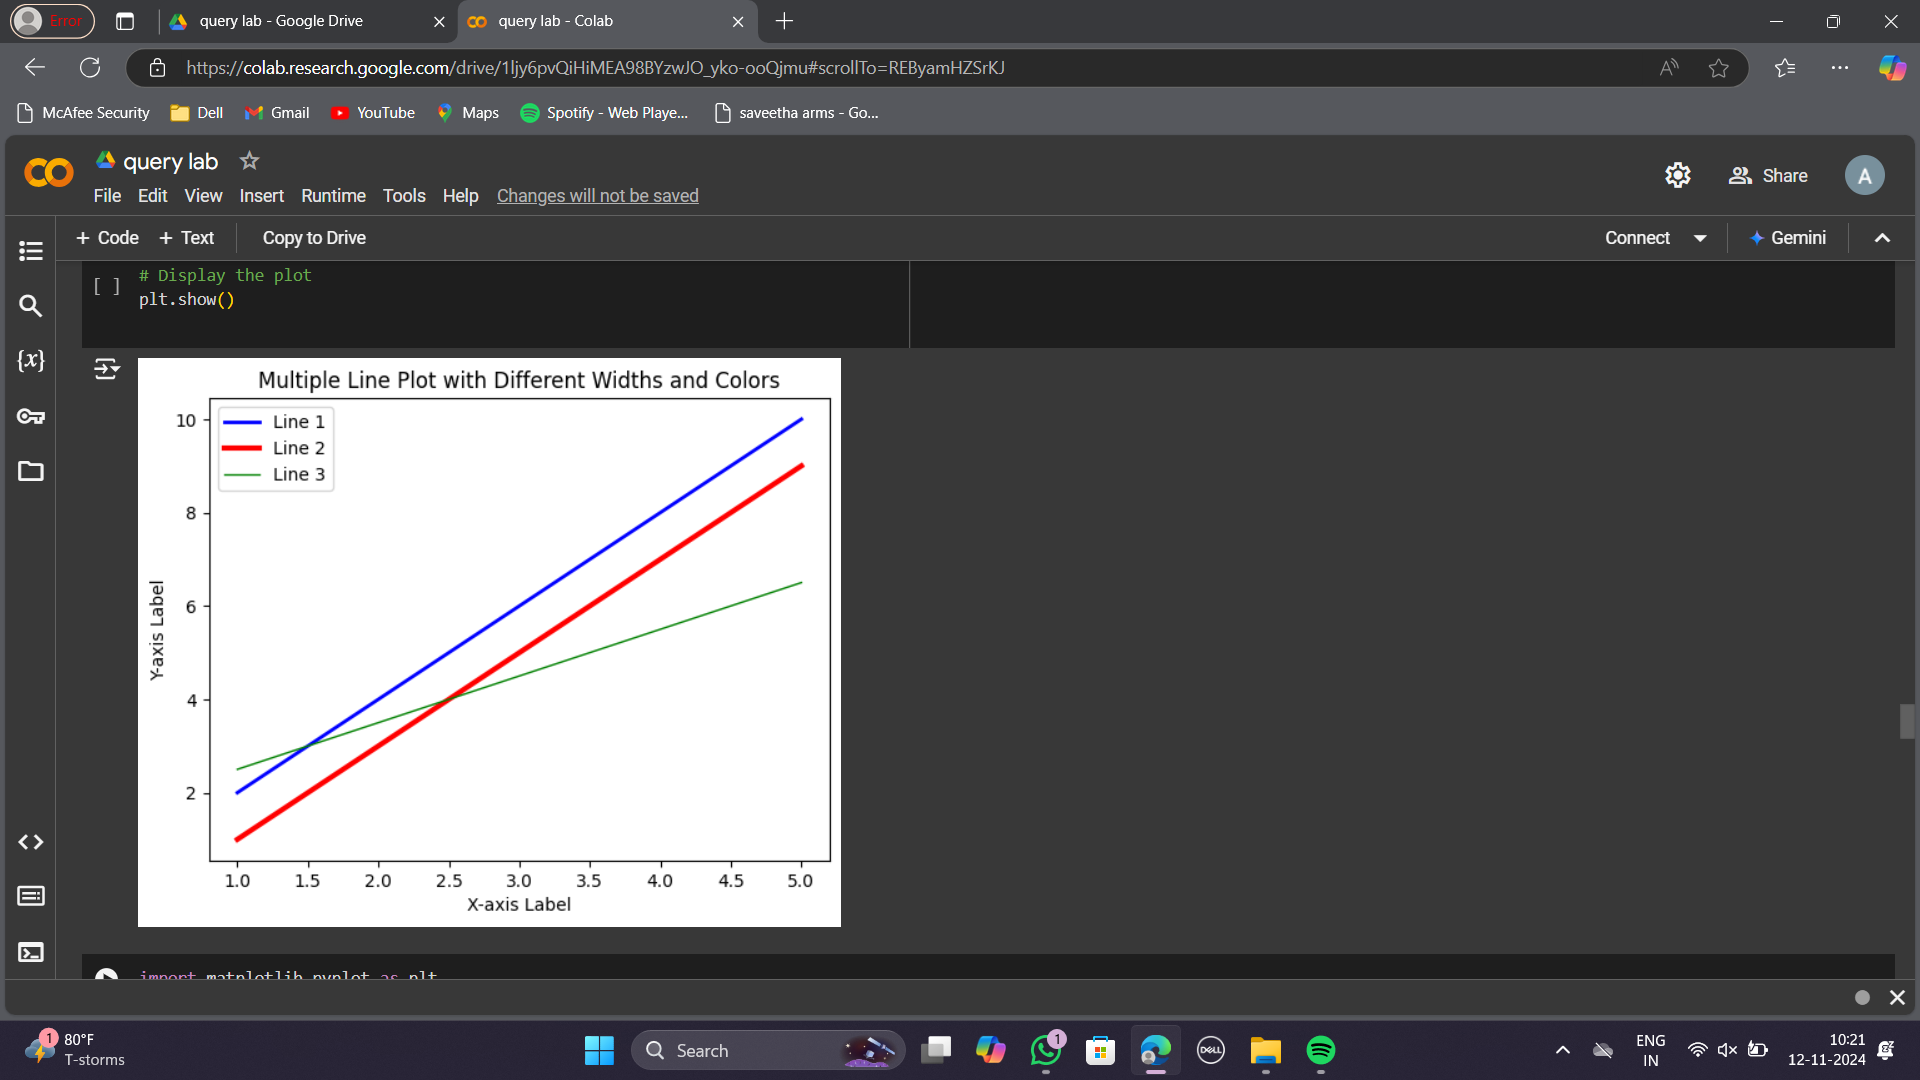 Error
query lab - Google Drive
query lab - Colab
https://colab.research.google.com/drive/1ljy6pvQiHiMEA98BYzwJO_yko-ooQjmu#scrollTo=REByamHZSrKJ
McAfee Security
Dell
Gmail
YouTube
Maps
Spotify - Web Playe...
saveetha arms - Go...
query lab
File Edit View Insert Runtime Tools Help Changes will not be saved
Share
A
+ Code + Text Copy to Drive
Connect
Gemini
[ ]
# Display the plot
plt.show()
{x}
Multiple Line Plot with Different Widths and Colors
Line 1
Line 2
Line 3
10
8
6
4
2
Y-axis Label
1.0 1.5 2.0 2.5 3.0 3.5 4.0 4.5 5.0
X-axis Label
import matplotlib.pyplot as plt
1
80°F
T-storms
Search
1
DELL
ENG
IN
10:21
12-11-2024